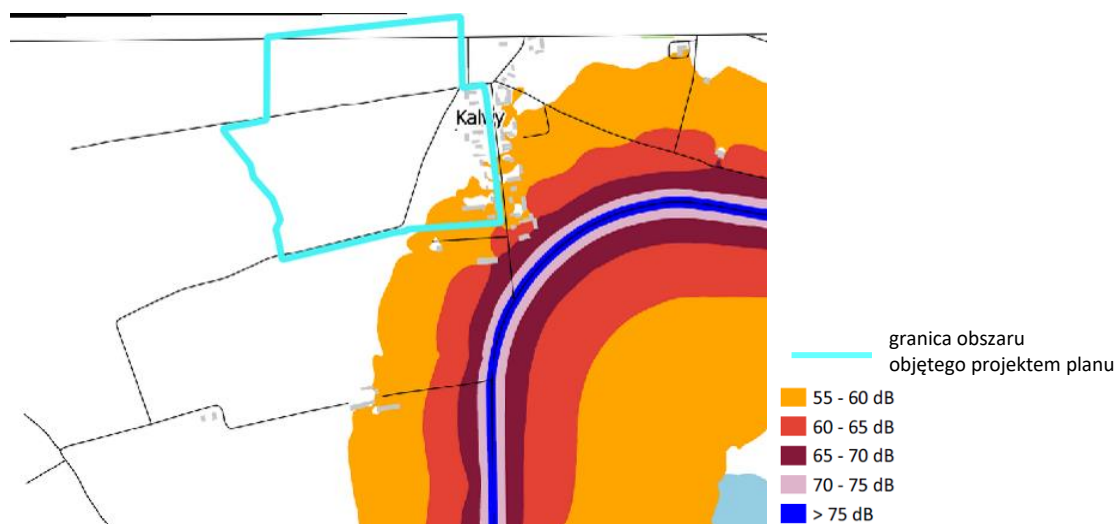 Kalwy
granica obszaru
objętego projektem planu
55 - 60 dB
60 - 65 dB
65 - 70 dB
70 - 75 dB
> 75 dB